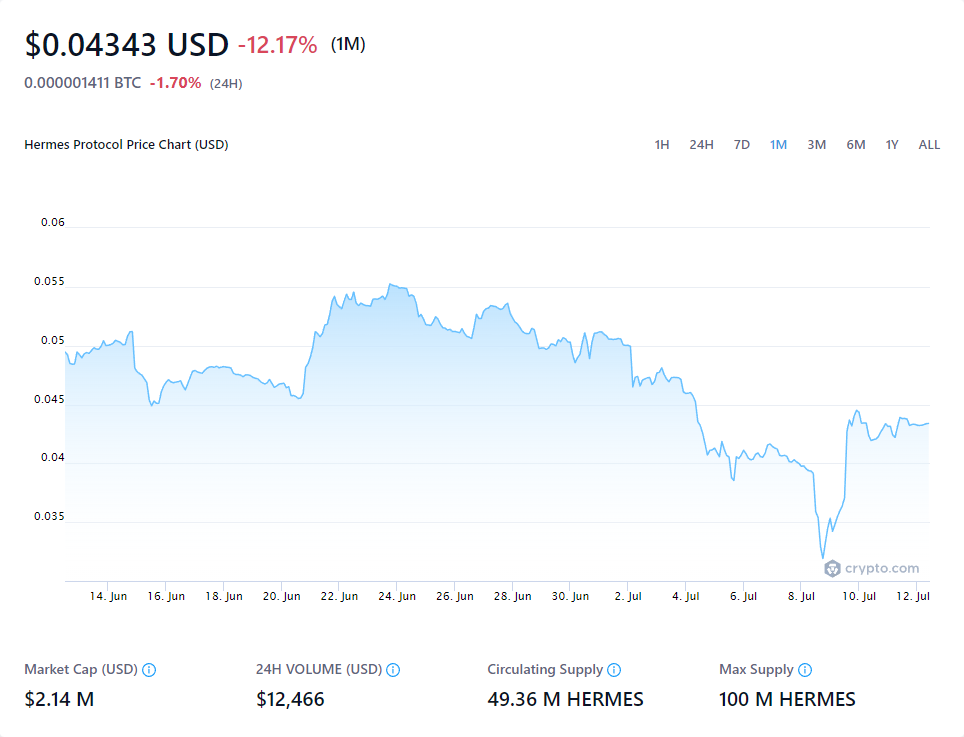 $0.04343 USD -12.17% (1M)
0.000001411 BTC -1.70% (24H)
Hermes Protocol Price Chart (USD)
1H 24H 7D 1M 3M 6M 1Y ALL
0.06
0.055
0.05
0.045
0.04
0.035
crypto.com
14. Jun 16. Jun 18. Jun 20. Jun 22. Jun 24. Jun 26. Jun 28. Jun 30. Jun 2. Jul 4. Jul 6. Jul 8. Jul 10. Jul 12. Jul
Market Cap (USD) 24H VOLUME (USD) Circulating Supply Max Supply
$2.14 M $12,466 49.36 M HERMES 100 M HERMES